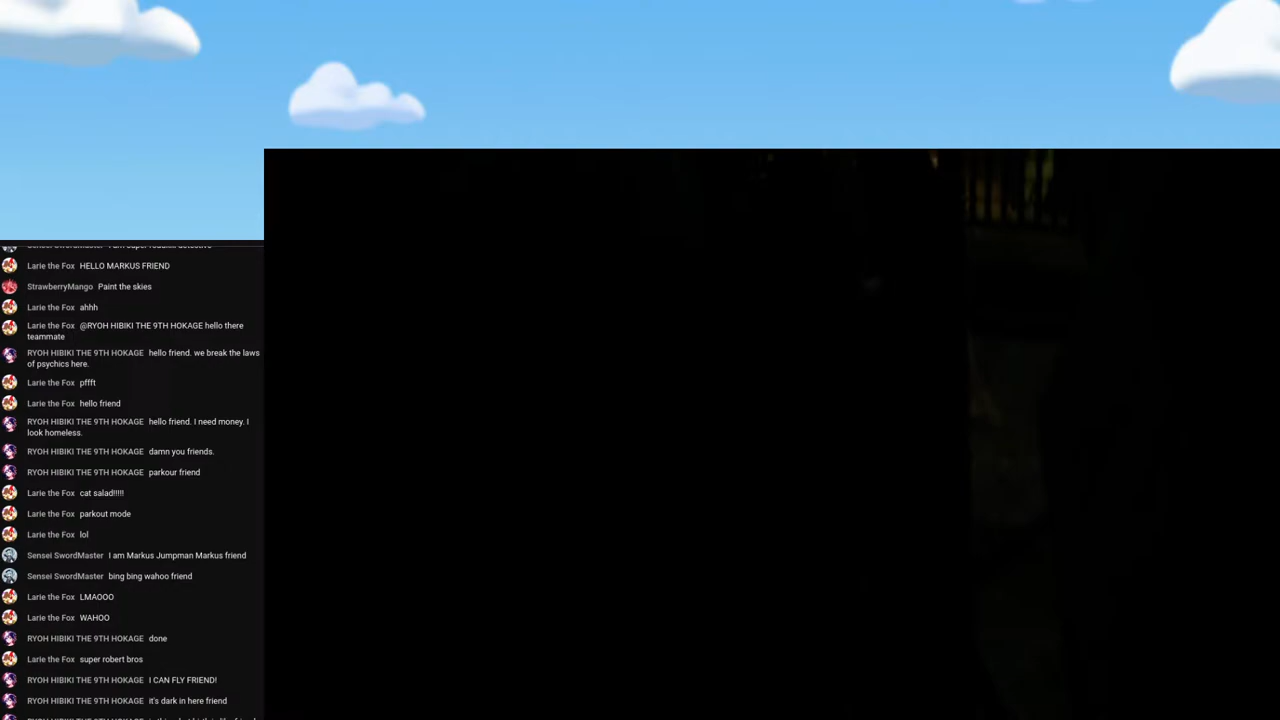 Larie the Fox HELLO MARKUS FRIEND
StrawberryMango Paint the skies
Larie the Fox ahhh
Larie the Fox @RYOH HIBIKI THE 9TH HOKAGE hello there
teammate
RYOH HIBIKI THE 9TH HOKAGE hello friend. we break the laws
of psychics here.
Larie the Fox pffft
Larie the Fox hello friend
RYOH HIBIKI THE 9TH HOKAGE hello friend. I need money. I
look homeless.
RYOH HIBIKI THE 9TH HOKAGE damn you friends.
RYOH HIBIKI THE 9TH HOKAGE parkour friend
Larie the Fox cat salad!!!!!
Larie the Fox parkout mode
Larie the Fox lol
Sensei SwordMaster I am Markus Jumpman Markus friend
Sensei SwordMaster bing bing wahoo friend
Larie the Fox LMAOOO
Larie the Fox WAHOO
RYOH HIBIKI THE 9TH HOKAGE done
Larie the Fox super robert bros
RYOH HIBIKI THE 9TH HOKAGE I CAN FLY FRIEND!
RYOH HIBIKI THE 9TH HOKAGE it's dark in here friend